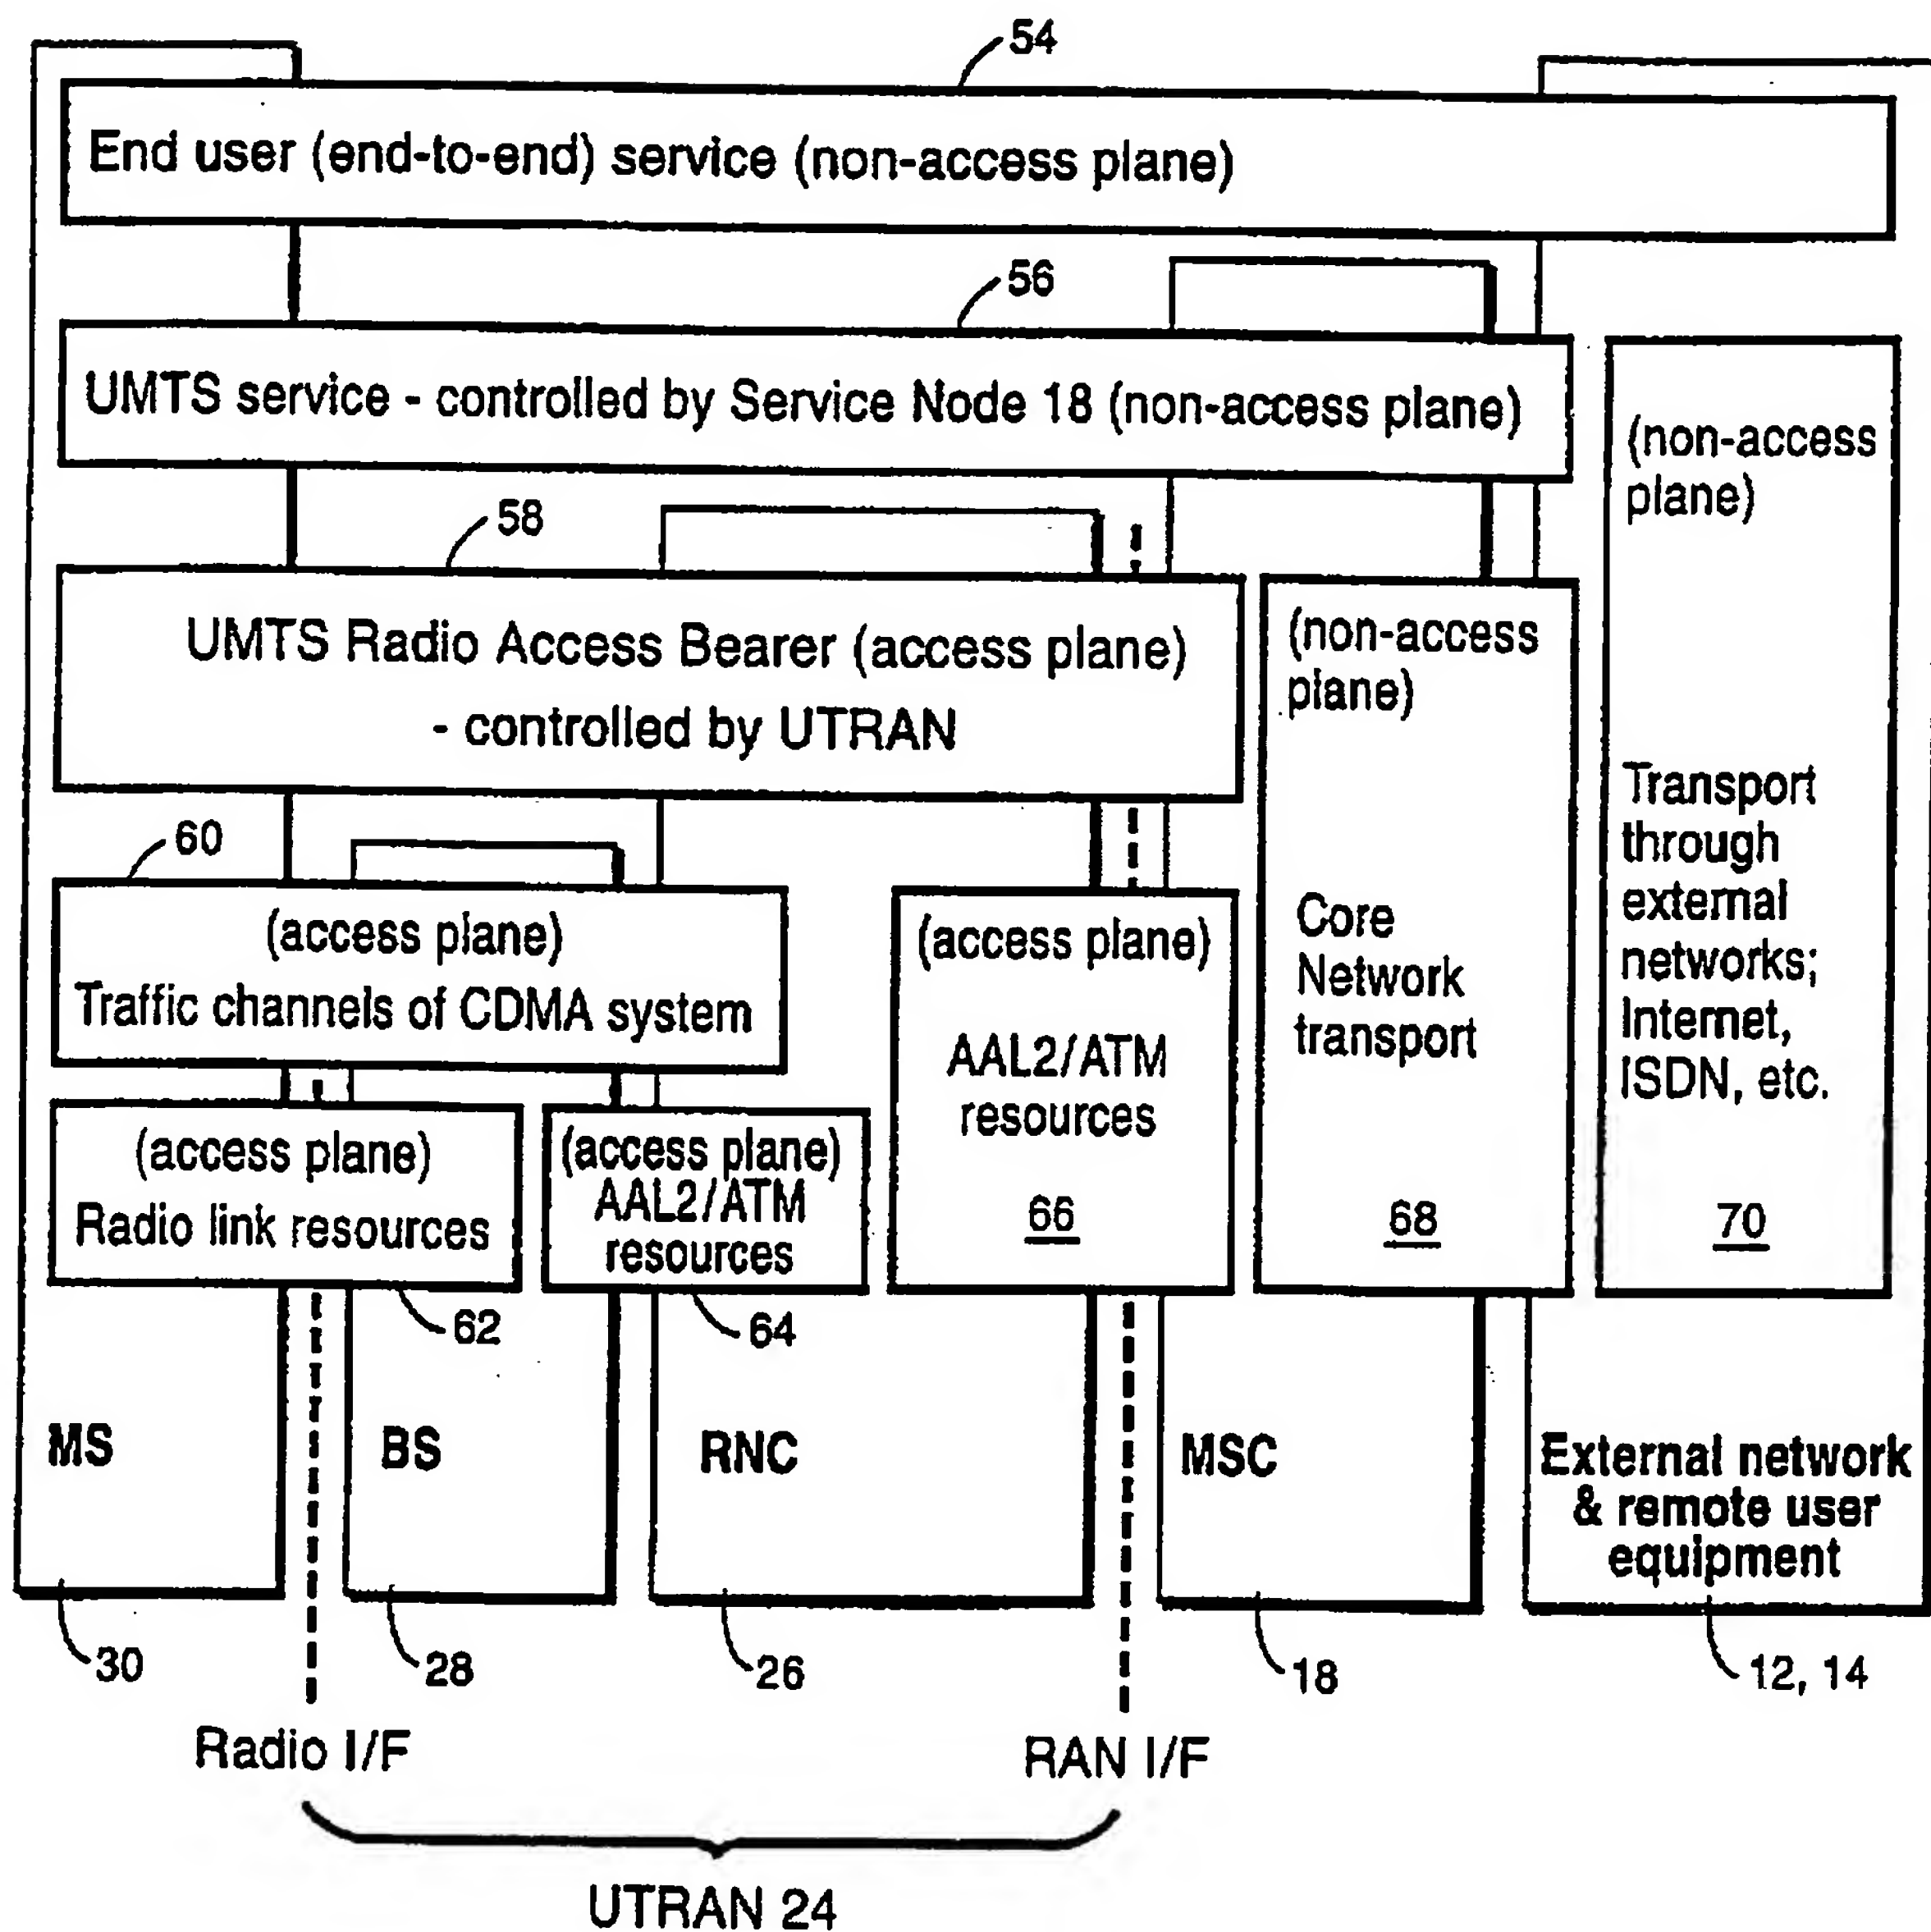 54
End user (end-to-end) service (non-access plane)
56
UMTS service - controlled by Service Node 18 (non-access plane)
58
UMTS Radio Access Bearer (access plane)
- controlled by UTRAN
(non-access
plane)
Core
Network
transport
68
(non-access
plane)
Transport
through
external
networks;
Internet,
ISDN, etc.
70
60
(access plane)
Traffic channels of CDMA system
(access plane)
AAL2/ATM
resources
66
(access plane)
Radio link resources
62
(access plane)
AAL2/ATM
resources
64
MS
BS
RNC
MSC
External network
& remote user
equipment
30
28
26
18
12, 14
Radio I/F
RAN I/F
UTRAN 24